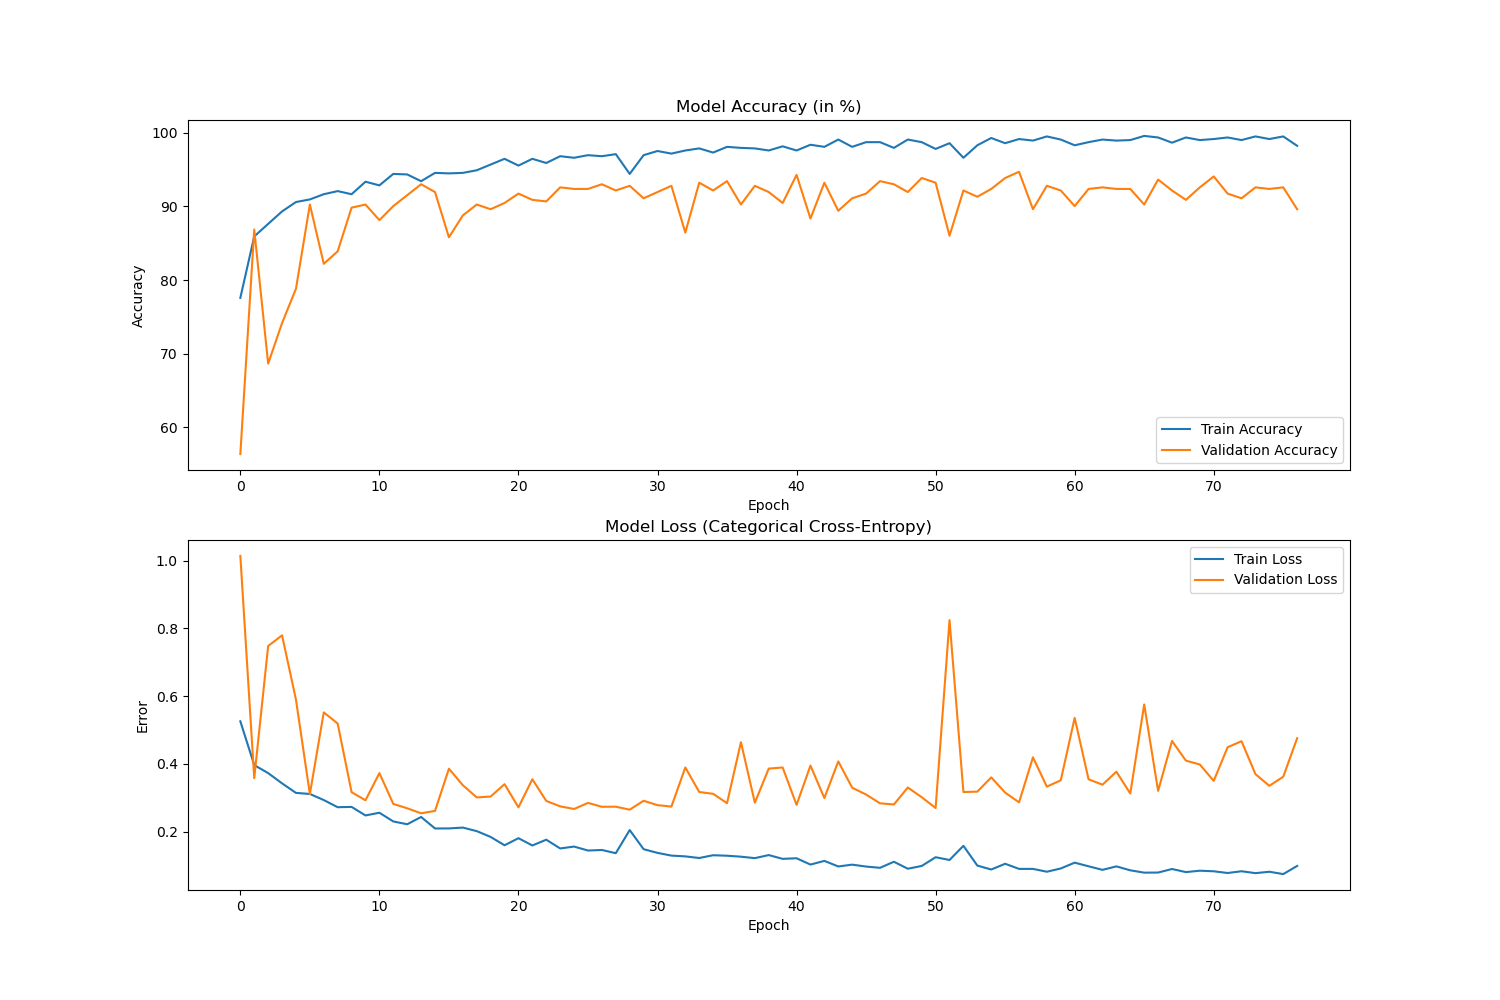 Model Accuracy (in %)
Accuracy
100
90
80
70
60
Train Accuracy
Validation Accuracy
0 10 20 30 40 50 60 70
Epoch
Model Loss (Categorical Cross-Entropy)
Error
1.0
0.8
0.6
0.4
0.2
Train Loss
Validation Loss
0 10 20 30 40 50 60 70
Epoch